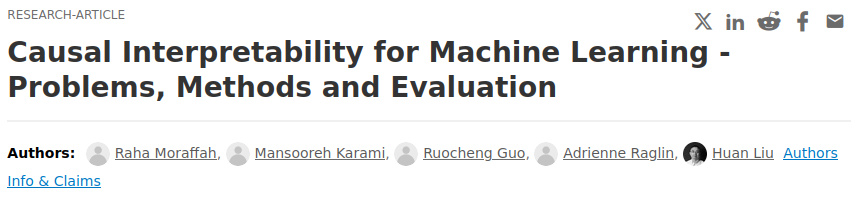 RESEARCH-ARTICLE
Causal Interpretability for Machine Learning -
Problems, Methods and Evaluation
Authors: Raha Moraffah, Mansooreh Karami, Ruocheng Guo, Adrienne Raglin, Huan Liu Authors
Info & Claims